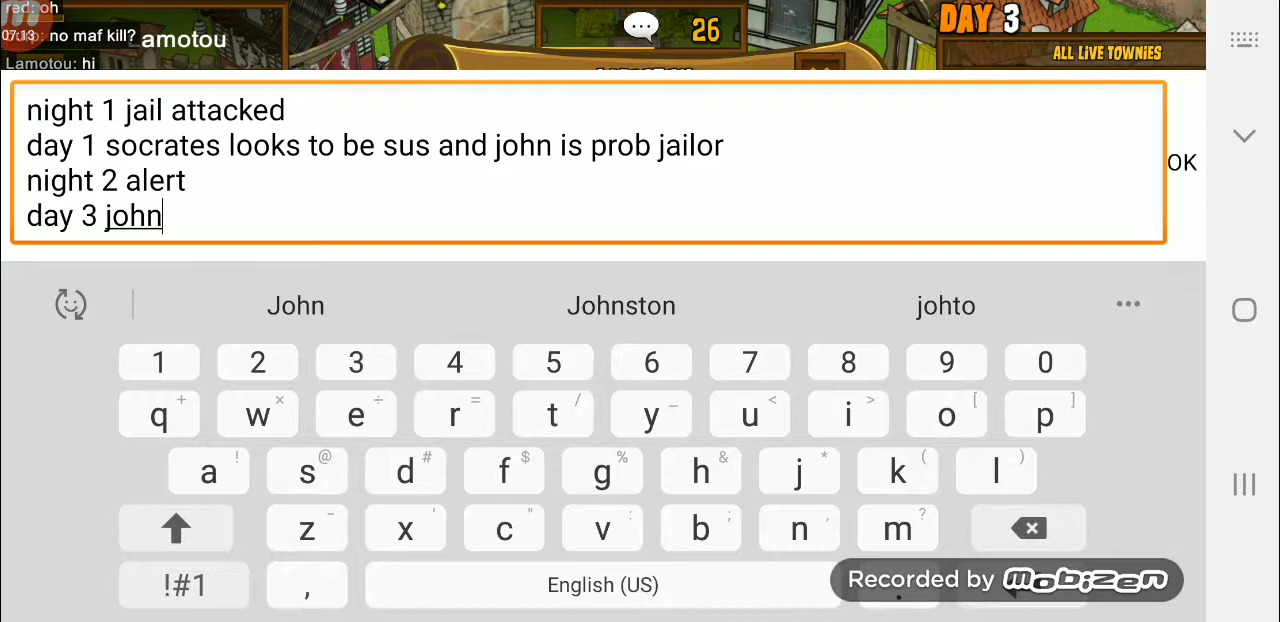 red: oh
07:13
no maf kill?
amotou
Lamotou: hi
26
DAY 3
ALL LIVE TOWNIES
night 1 jail attacked
day 1 socrates looks to be sus and john is prob jailor
night 2 alert
day 3 john
OK
John
Johnston
johto
•••
1 2 3 4 5 6 7 8 9 0
q + w × e ÷ r = t / y _ u < i > o [ p ]
a ! s @ d # f $ g % h & j * k ( l )
z - x ' c " v : b ; n , m ?
!#1 , English (US) .
Recorded by mobizen